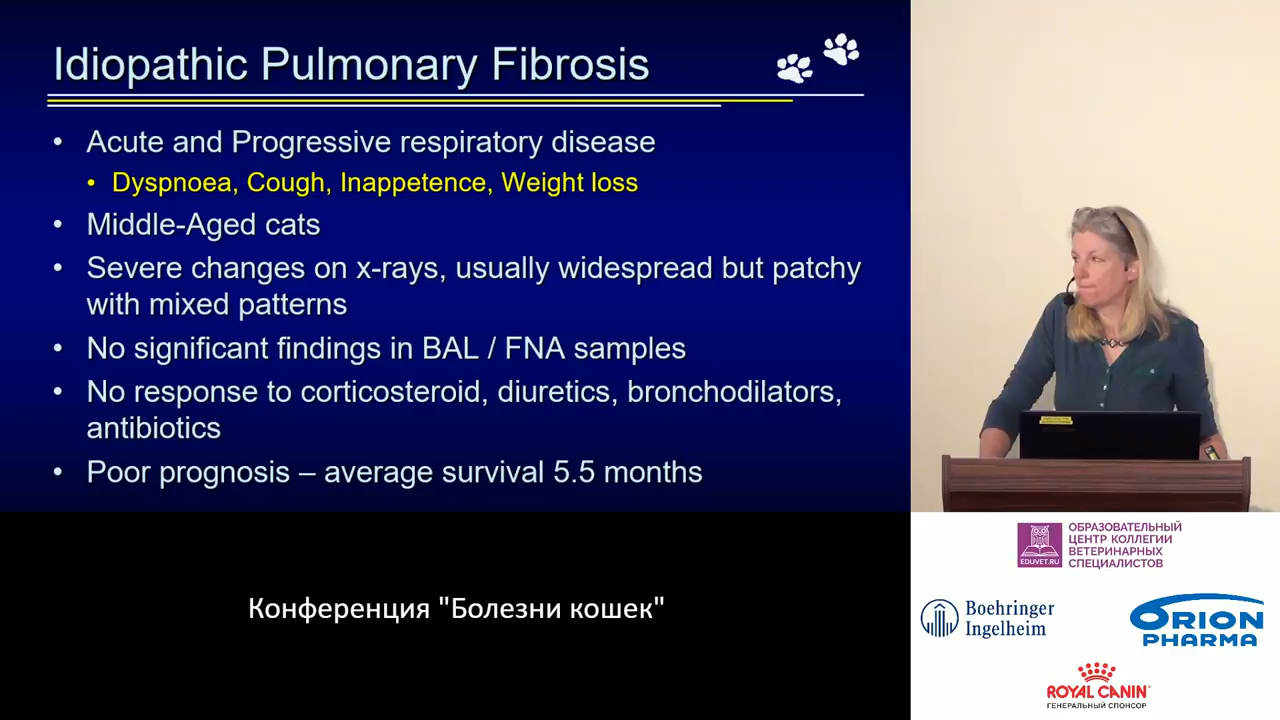 Idiopathic Pulmonary Fibrosis
• Acute and Progressive respiratory disease
• Dyspnoea, Cough, Inappetence, Weight loss
• Middle-Aged cats
• Severe changes on x-rays, usually widespread but patchy
with mixed patterns
• No significant findings in BAL / FNA samples
• No response to corticosteroid, diuretics, bronchodilators,
antibiotics
• Poor prognosis – average survival 5.5 months
Конференция "Болезни кошек"
EDUVET.RU
ОБРАЗОВАТЕЛЬНЫЙ
ЦЕНТР КОЛЛЕГИИ
ВЕТЕРИНАРНЫХ
СПЕЦИАЛИСТОВ
Boehringer
Ingelheim
ORION
PHARMA
ROYAL CANIN
ГЕНЕРАЛЬНЫЙ СПОНСОР